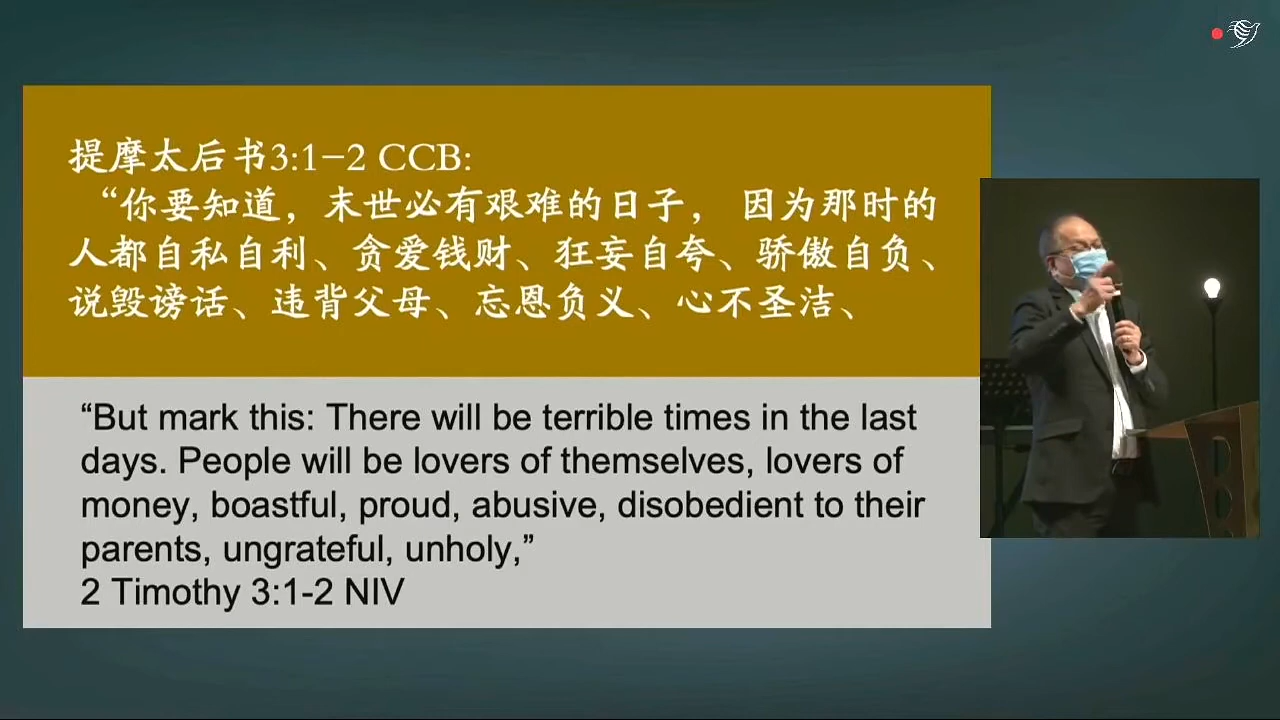 提摩太后书3:1–2 CCB:
“你要知道，末世必有艰难的日子， 因为那时的
人都自私自利、贪爱钱财、狂妄自夸、骄傲自负、
说毁谤话、违背父母、忘恩负义、心不圣洁、
“But mark this: There will be terrible times in the last
days. People will be lovers of themselves, lovers of
money, boastful, proud, abusive, disobedient to their
parents, ungrateful, unholy,”
2 Timothy 3:1-2 NIV